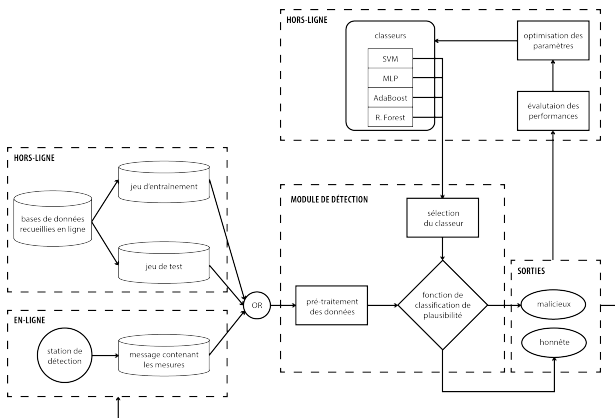 HORS-LIGNE
classeurs
SVM
MLP
AdaBoost
R. Forest
optimisation des
paramètres
évalutaion des
performances
HORS-LIGNE
bases de données
recueillies en ligne
jeu d'entraînement
jeu de test
EN-LIGNE
station de
détection
message contenant
les mesures
OR
MODULE DE DÉTECTION
sélection
du classeur
pré-traitement
des données
fonction de
classification de
plausibilité
SORTIES
malicieux
honnête